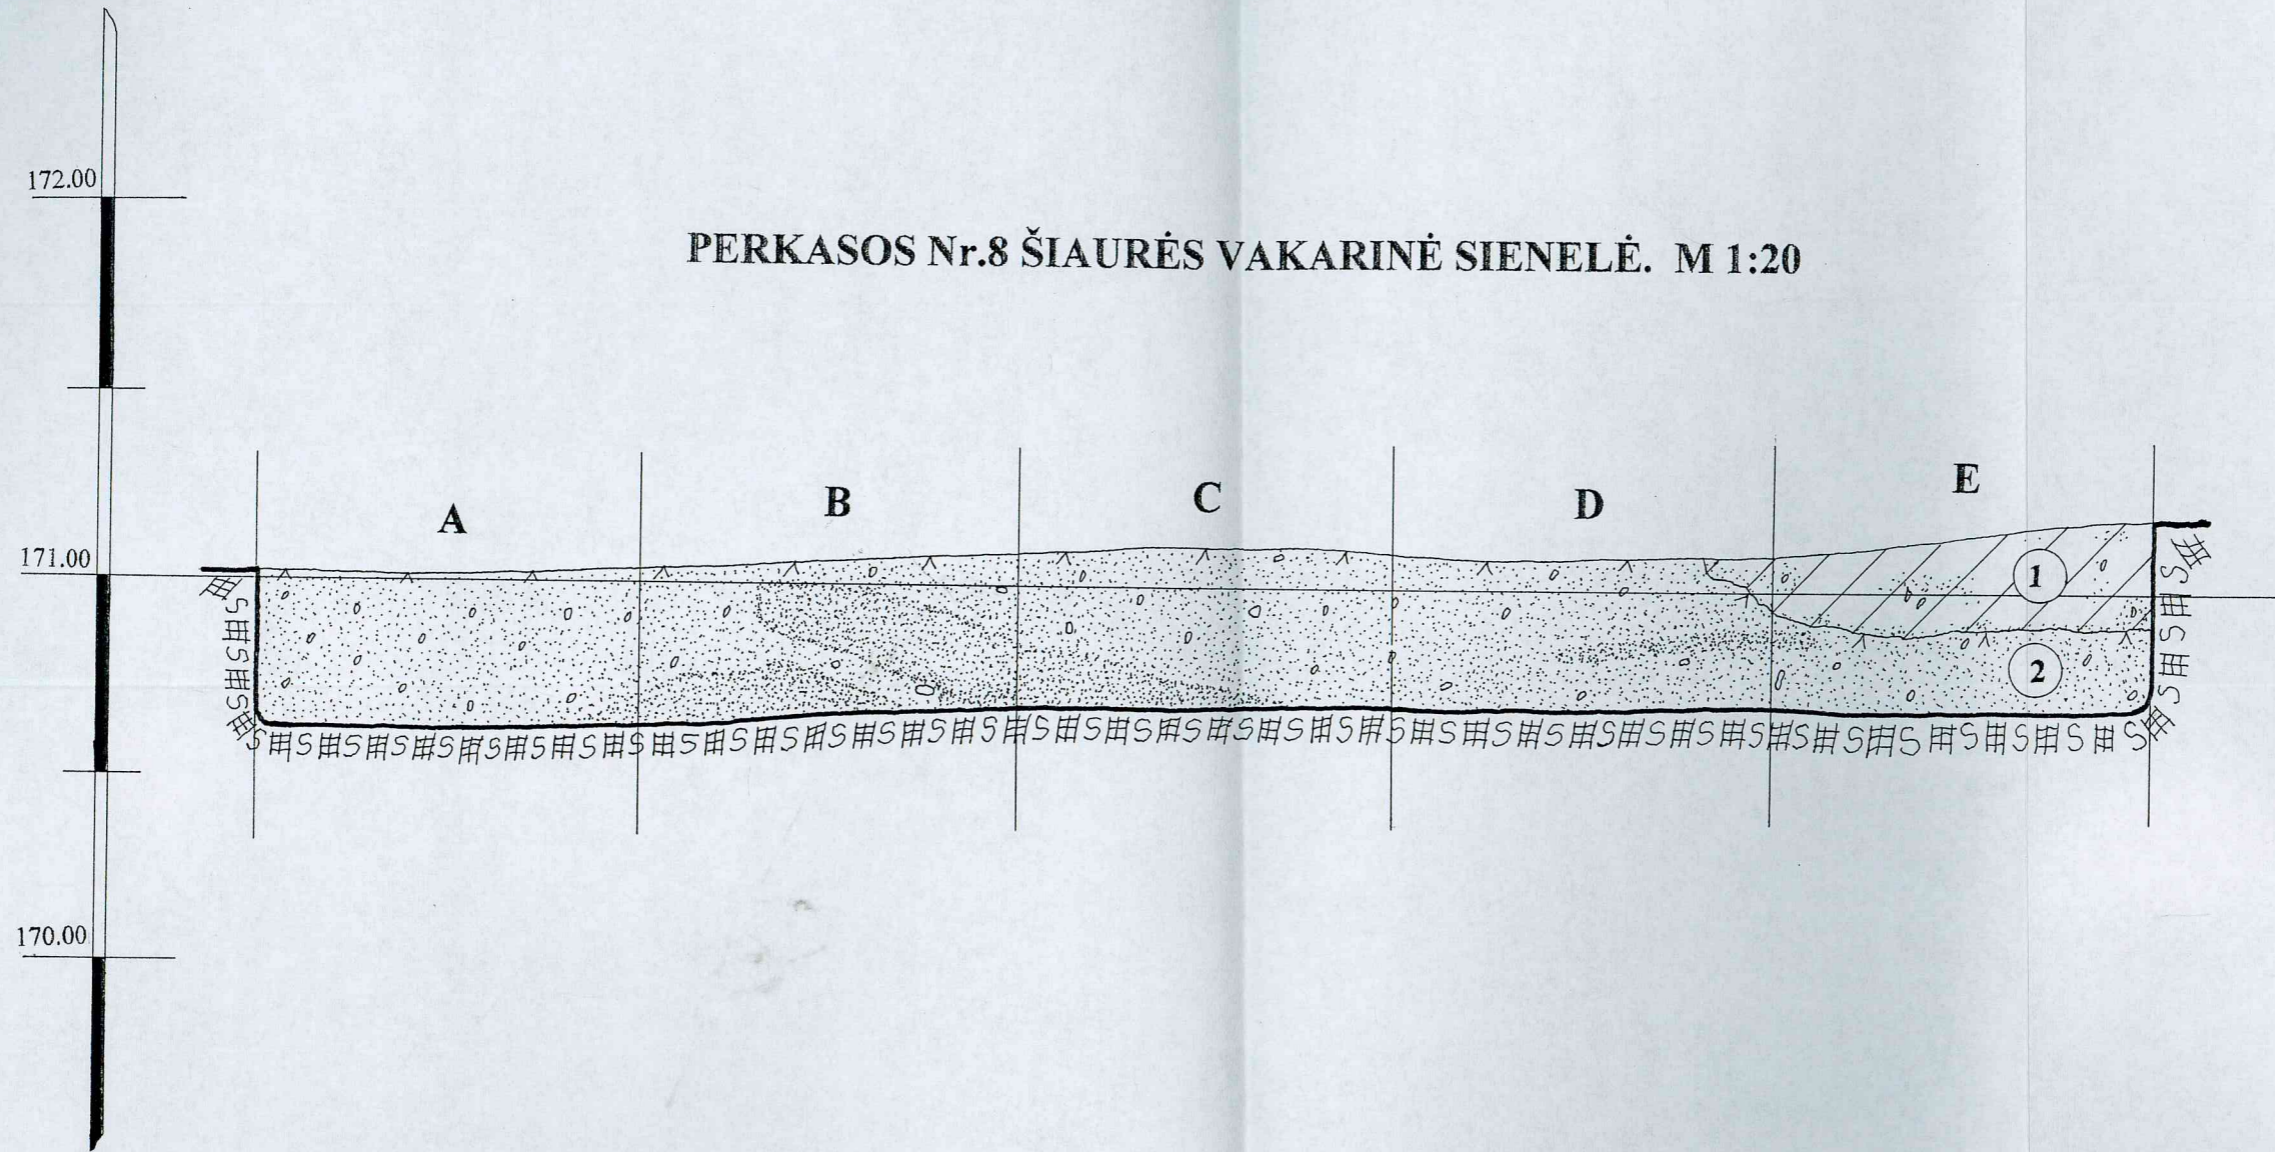 172.00
PERKASOS Nr.8 ŠIAURĖS VAKARINĖ SIENELĖ. M 1:20
A B C D E
171.00
1
2
170.00